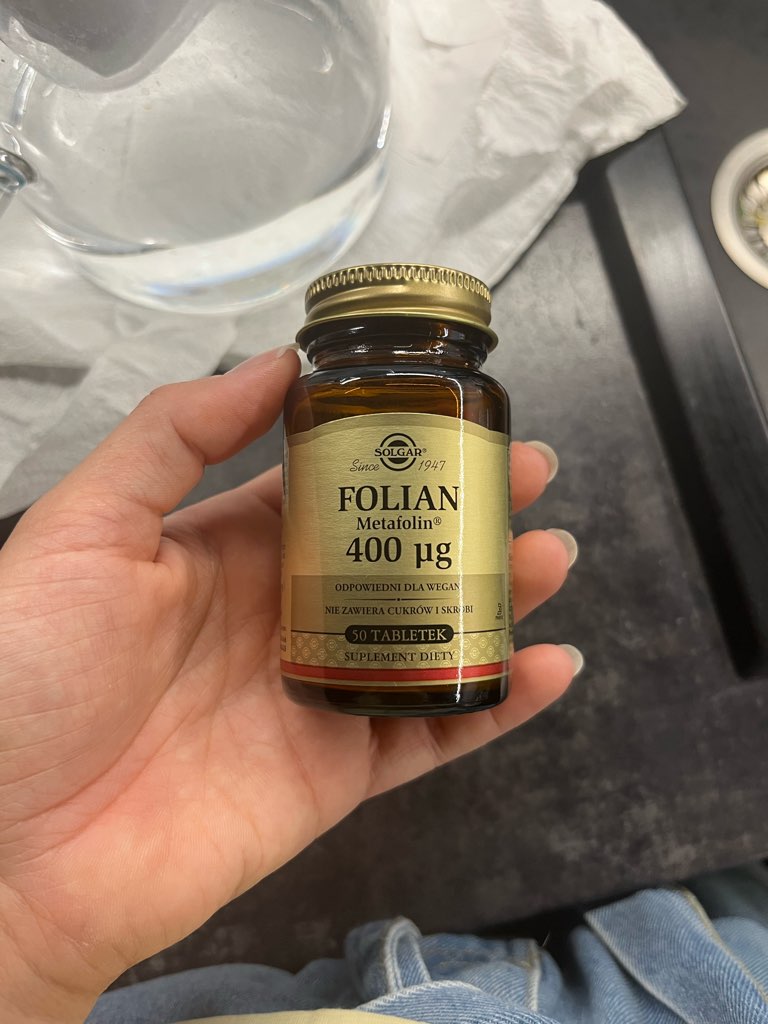 SOLGAR®
Since 1947
FOLIAN
Metafolin®
400 µg
ODPOWIEDNI DLA WEGAN
NIE ZAWIERA CUKRÓW I SKROBI
50 TABLETEK
SUPLEMENT DIETY